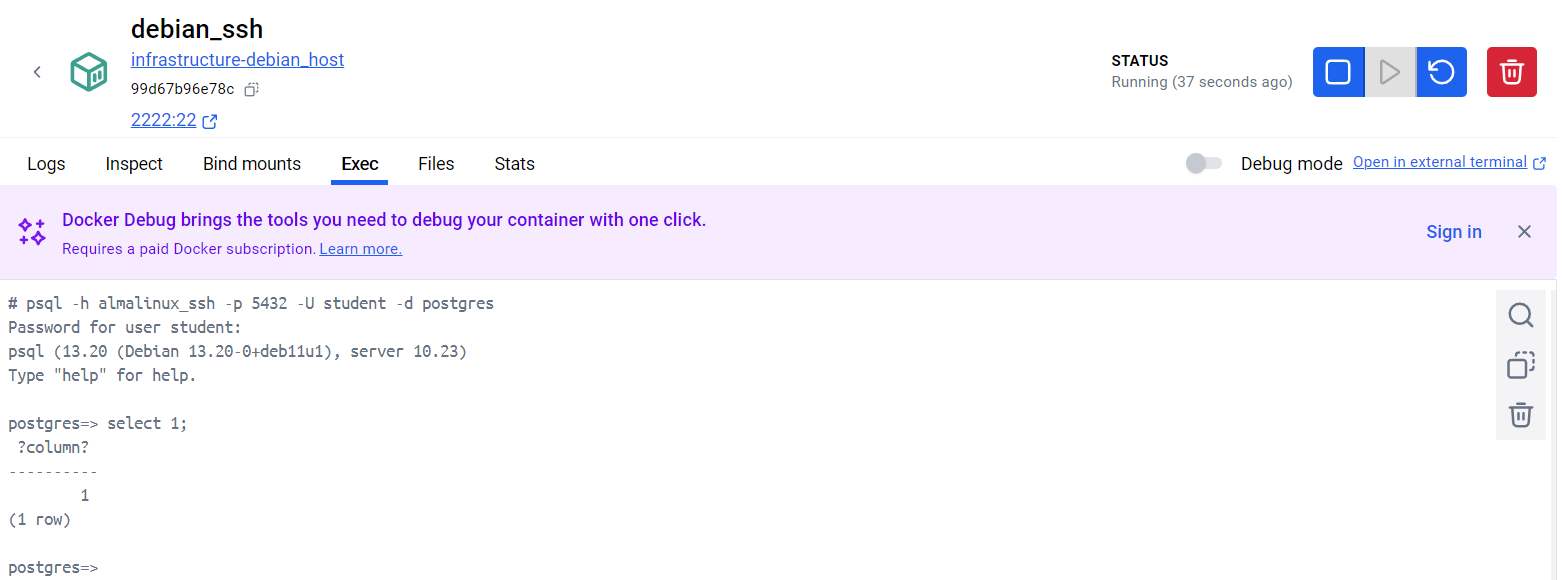 debian_ssh
infrastructure-debian_host
99d67b96e78c
2222:22
STATUS
Running (37 seconds ago)
Logs Inspect Bind mounts Exec Files Stats
Debug mode Open in external terminal
Docker Debug brings the tools you need to debug your container with one click.
Requires a paid Docker subscription. Learn more.
Sign in
# psql -h almalinux_ssh -p 5432 -U student -d postgres
Password for user student:
psql (13.20 (Debian 13.20-0+deb11u1), server 10.23)
Type "help" for help.
postgres=> select 1;
?column?
----------
1
(1 row)
postgres=>